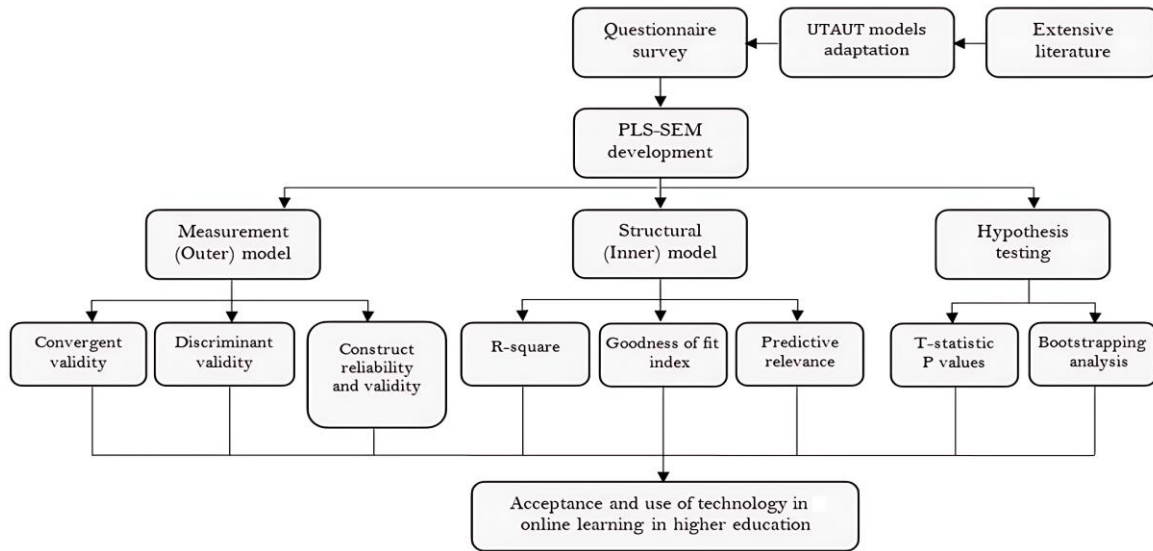 Questionnaire
survey
UTAUT models
adaptation
Extensive
literature
PLS-SEM
development
Measurement
(Outer) model
Structural
(Inner) model
Hypothesis
testing
Convergent
validity
Discriminant
validity
Construct
reliability
and validity
R-square
Goodness of fit
index
Predictive
relevance
T-statistic
P values
Bootstrapping
analysis
Acceptance and use of technology in
online learning in higher education